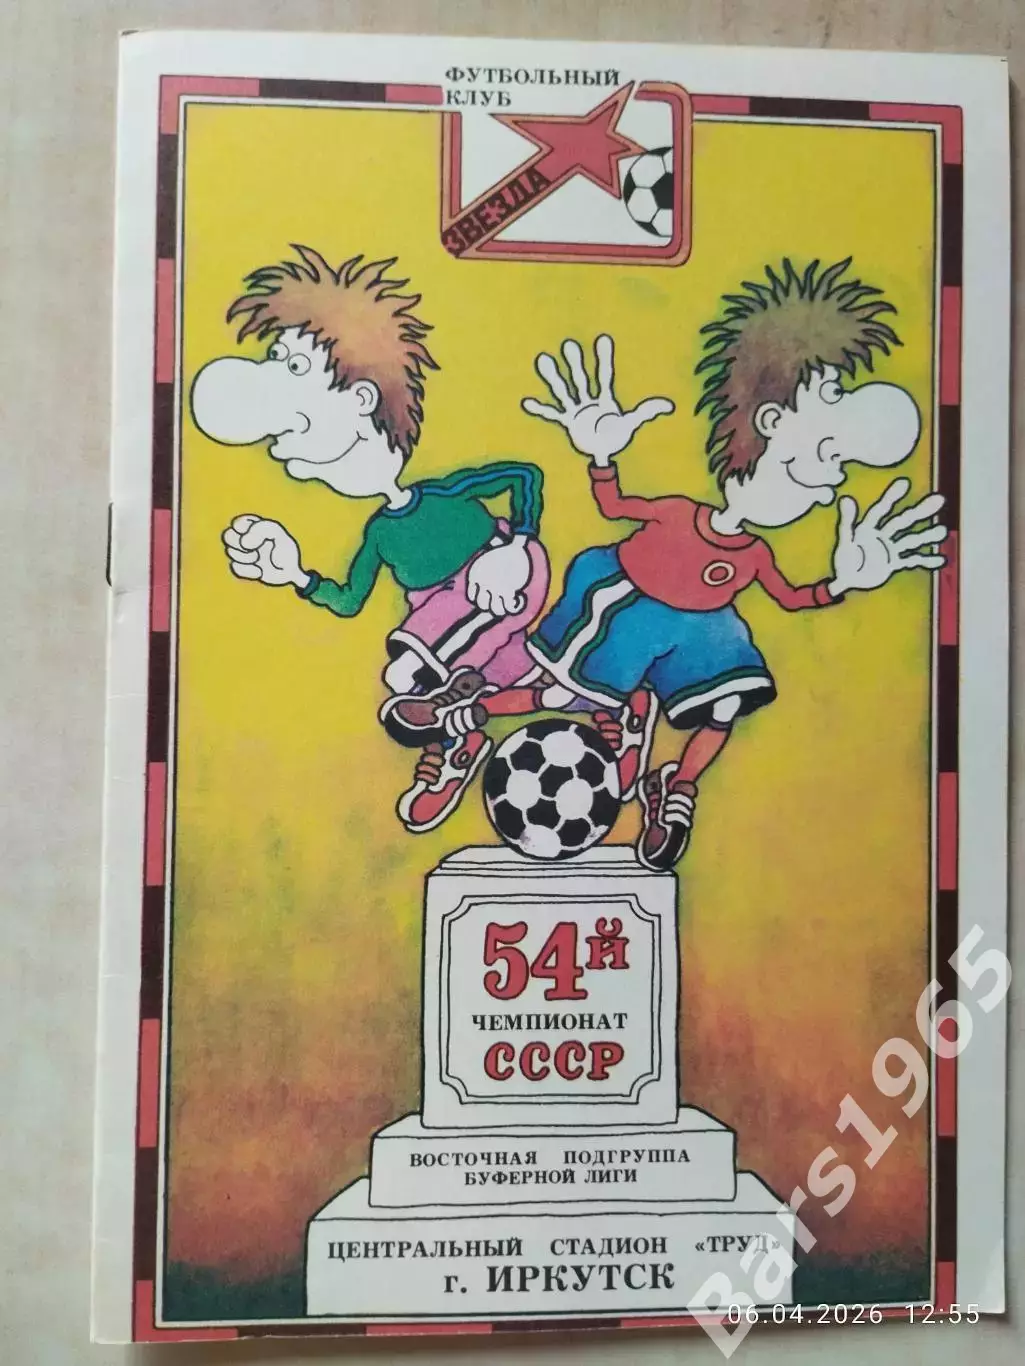 ФУТБОЛЬНЫЙ
КЛУБ
ЗВЕЗДА
54й
ЧЕМПИОНАТ
СССР
ВОСТОЧНАЯ ПОДГРУППА
БУФЕРНОЙ ЛИГИ
ЦЕНТРАЛЬНЫЙ СТАДИОН «ТРУД»
г. ИРКУТСК
Bars1965
06.04.2026 12:55